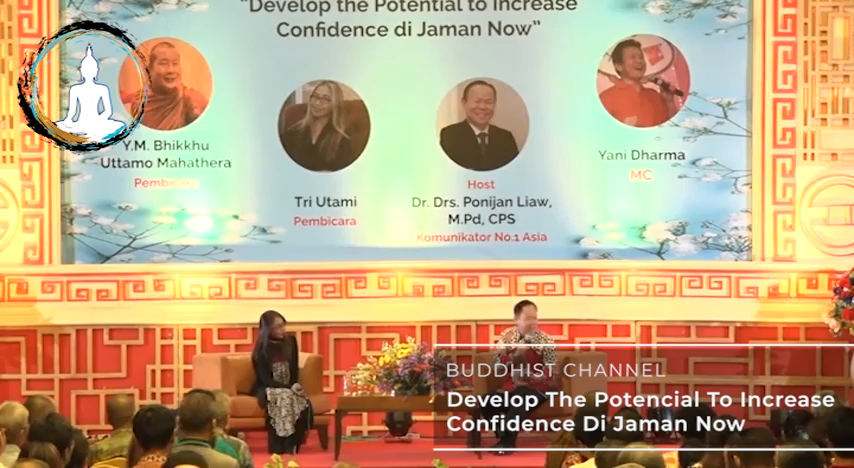 "Develop the Potential to Increase
Confidence di Jaman Now"
Y.M. Bhikkhu
Uttamo Mahathera
Pembicara
Tri Utami
Pembicara
Host
Dr. Drs. Ponijan Liaw,
M.Pd, CPS
Komunikator No.1 Asia
Yani Dharma
MC
BUDDHIST CHANNEL
Develop The Potencial To Increase
Confidence Di Jaman Now